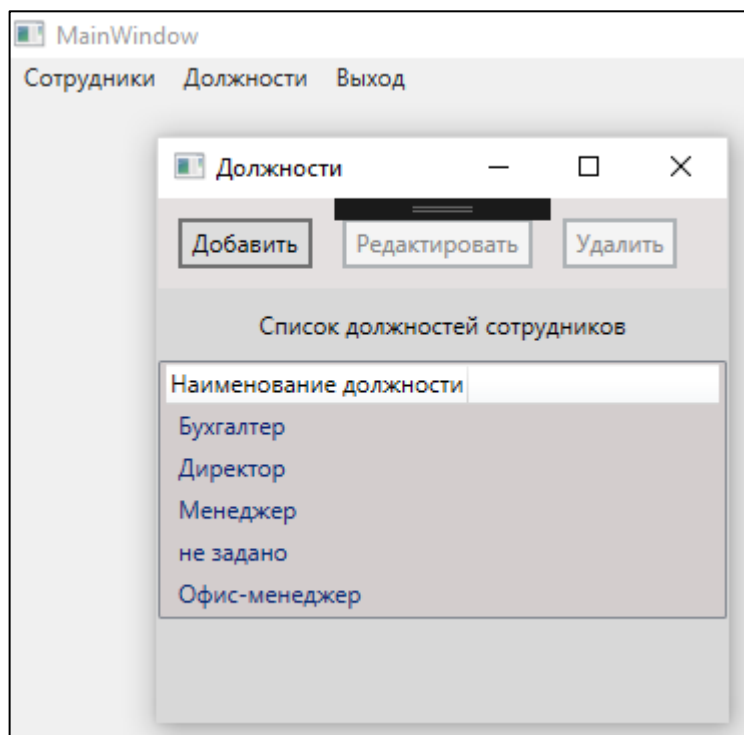 MainWindow
Сотрудники Должности Выход
Должности
Добавить Редактировать Удалить
Список должностей сотрудников
Наименование должности
Бухгалтер
Директор
Менеджер
не задано
Офис-менеджер